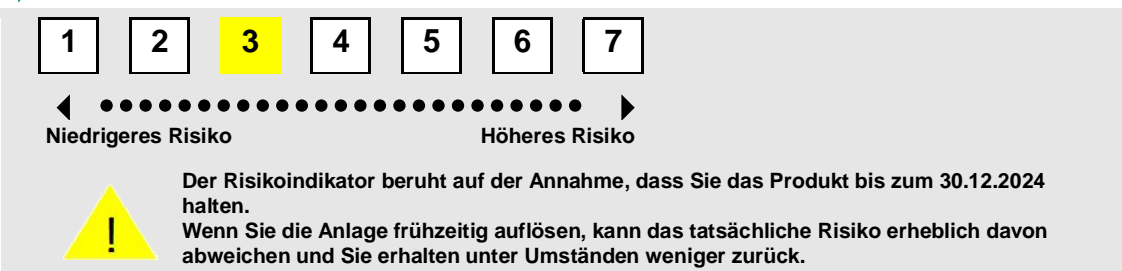 1 2 3 4 5 6 7
Niedrigeres Risiko Höheres Risiko
Der Risikoindikator beruht auf der Annahme, dass Sie das Produkt bis zum 30.12.2024
halten.
! Wenn Sie die Anlage frühzeitig auflösen, kann das tatsächliche Risiko erheblich davon
abweichen und Sie erhalten unter Umständen weniger zurück.